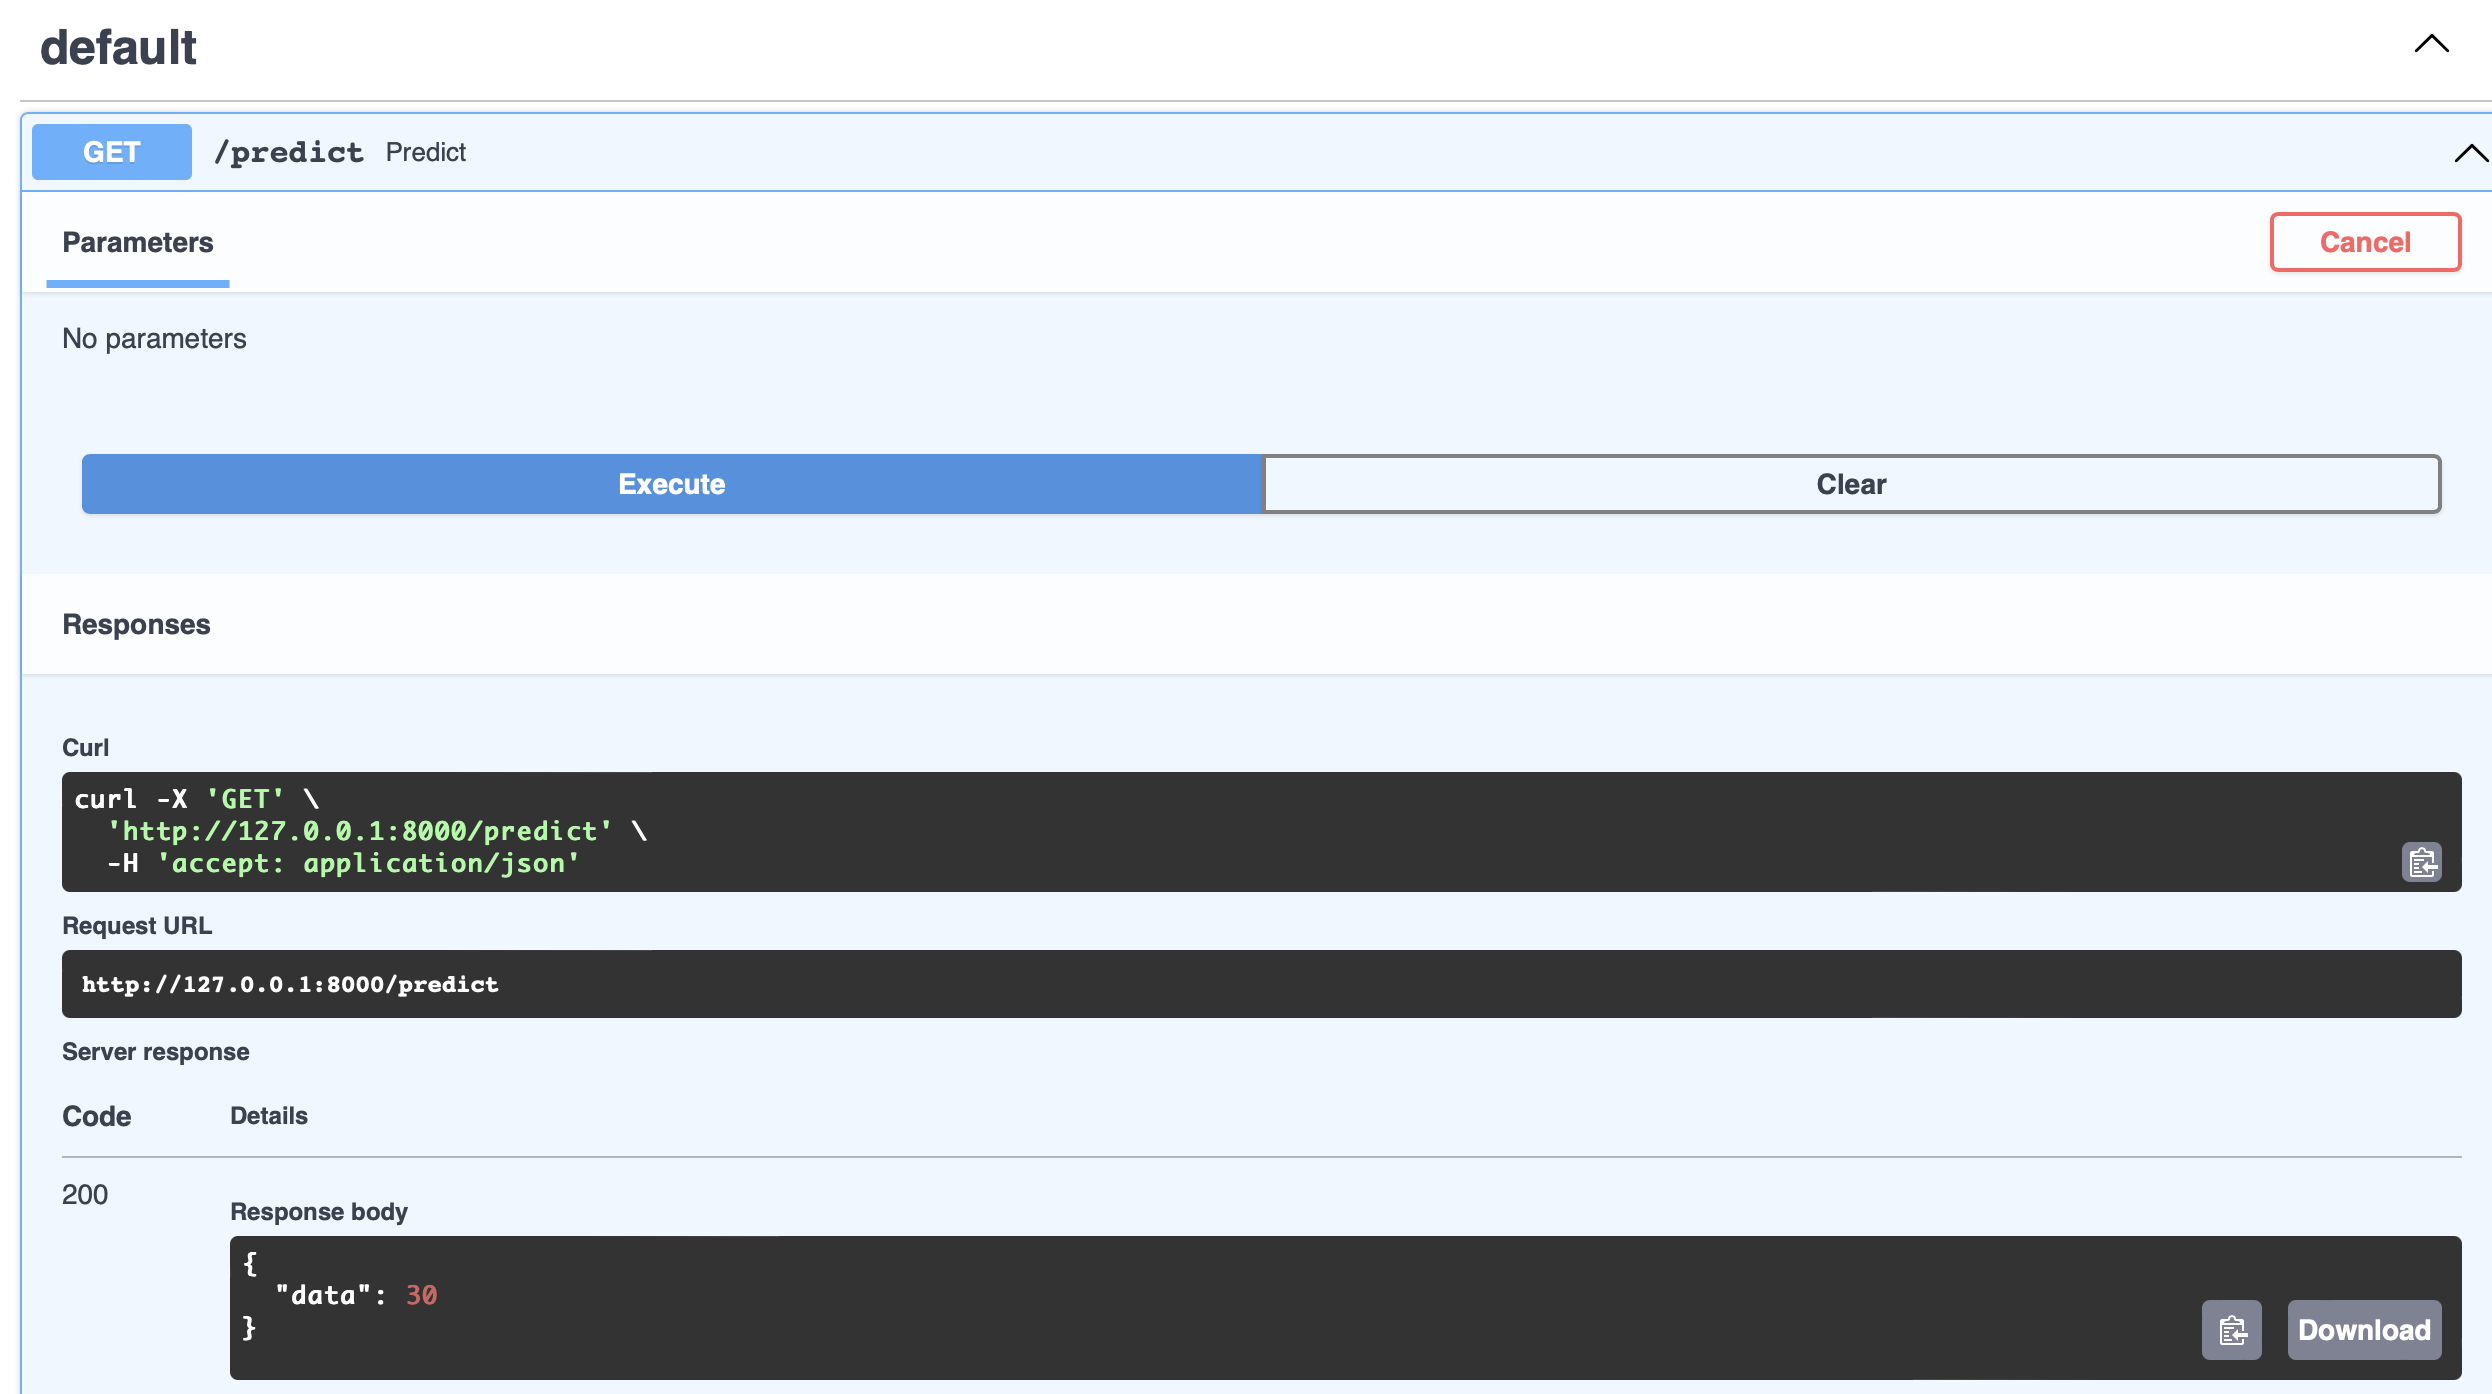 default
GET /predict Predict
Parameters
Cancel
No parameters
Execute
Clear
Responses
Curl
curl -X 'GET' \
  'http://127.0.0.1:8000/predict' \
  -H 'accept: application/json'
Request URL
http://127.0.0.1:8000/predict
Server response
Code Details
200
Response body
{
  "data": 30
}
Download